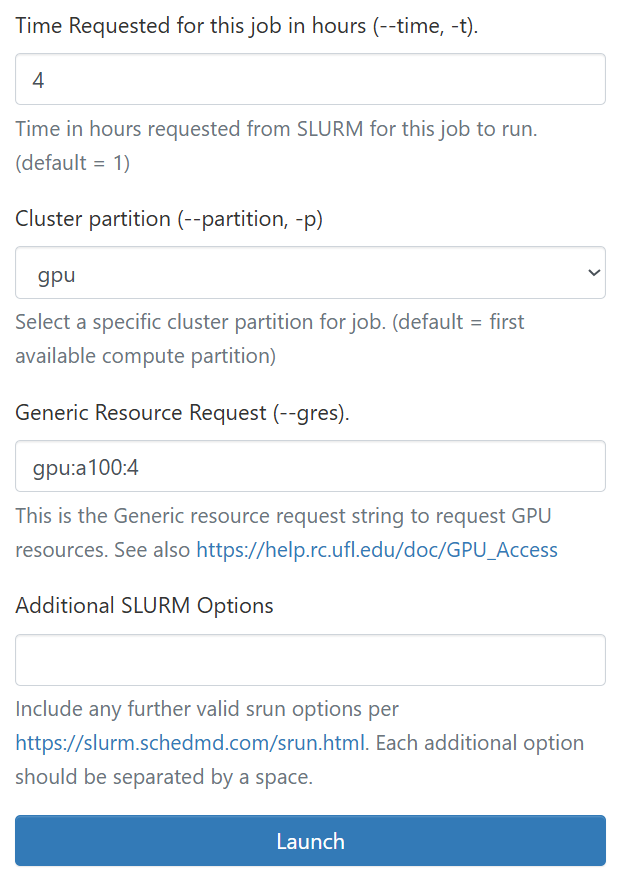 Time Requested for this job in hours (--time, -t).
4
Time in hours requested from SLURM for this job to run.
(default = 1)
Cluster partition (--partition, -p)
gpu
Select a specific cluster partition for job. (default = first
available compute partition)
Generic Resource Request (--gres).
gpu:a100:4
This is the Generic resource request string to request GPU
resources. See also https://help.rc.ufl.edu/doc/GPU_Access
Additional SLURM Options
Include any further valid srun options per
https://slurm.schedmd.com/srun.html. Each additional option
should be separated by a space.
Launch